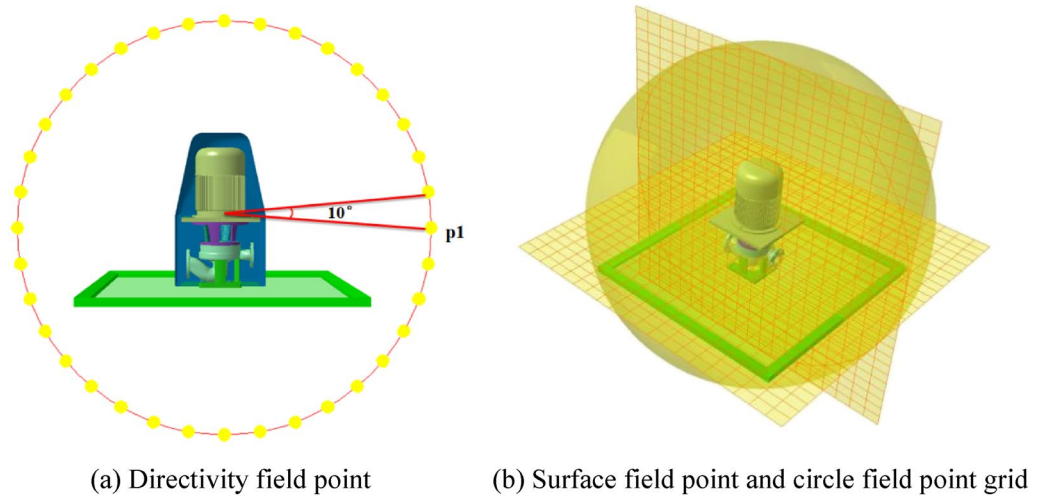 10°
p1
(a) Directivity field point
(b) Surface field point and circle field point grid